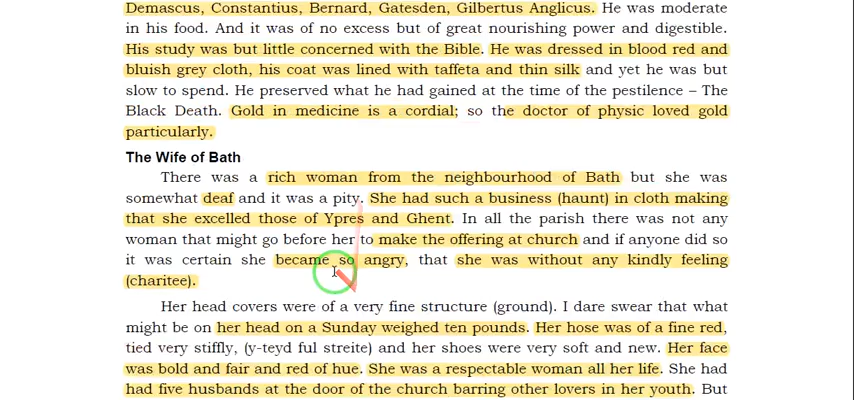 Damascus, Constantius, Bernard, Gatesden, Gilbertus Anglicus. He was moderate
in his food. And it was of no excess but of great nourishing power and digestible.
His study was but little concerned with the Bible. He was dressed in blood red and
bluish grey cloth, his coat was lined with taffeta and thin silk and yet he was but
slow to spend. He preserved what he had gained at the time of the pestilence – The
Black Death. Gold in medicine is a cordial; so the doctor of physic loved gold
particularly.
The Wife of Bath
There was a rich woman from the neighbourhood of Bath but she was
somewhat deaf and it was a pity. She had such a business (haunt) in cloth making
that she excelled those of Ypres and Ghent. In all the parish there was not any
woman that might go before her to make the offering at church and if anyone did so
it was certain she became so angry, that she was without any kindly feeling
(charitee).
Her head covers were of a very fine structure (ground). I dare swear that what
might be on her head on a Sunday weighed ten pounds. Her hose was of a fine red,
tied very stiffly, (y-teyd ful streite) and her shoes were very soft and new. Her face
was bold and fair and red of hue. She was a respectable woman all her life. She had
had five husbands at the door of the church barring other lovers in her youth. But